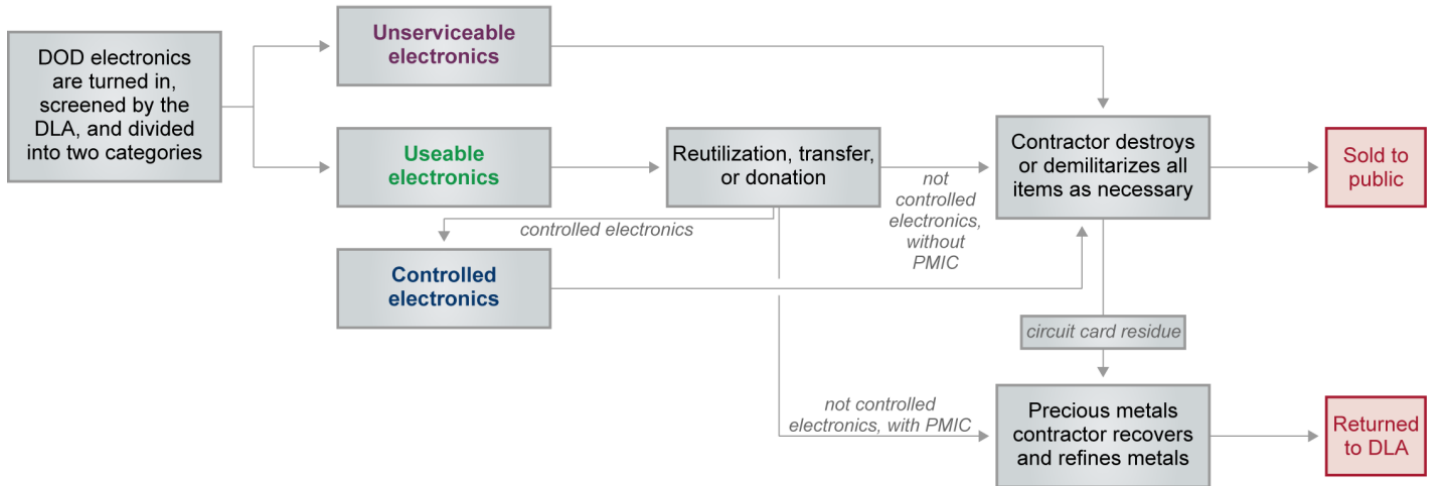 DOD electronics
are turned in,
screened by the
DLA, and divided
into two categories
Unserviceable
electronics
Useable
electronics
Reutilization, transfer,
or donation
not
controlled
electronics,
without
PMIC
Contractor destroys
or demilitarizes all
items as necessary
Sold to
public
controlled electronics
Controlled
electronics
circuit card residue
not controlled
electronics, with PMIC
Precious metals
contractor recovers
and refines metals
Returned
to DLA